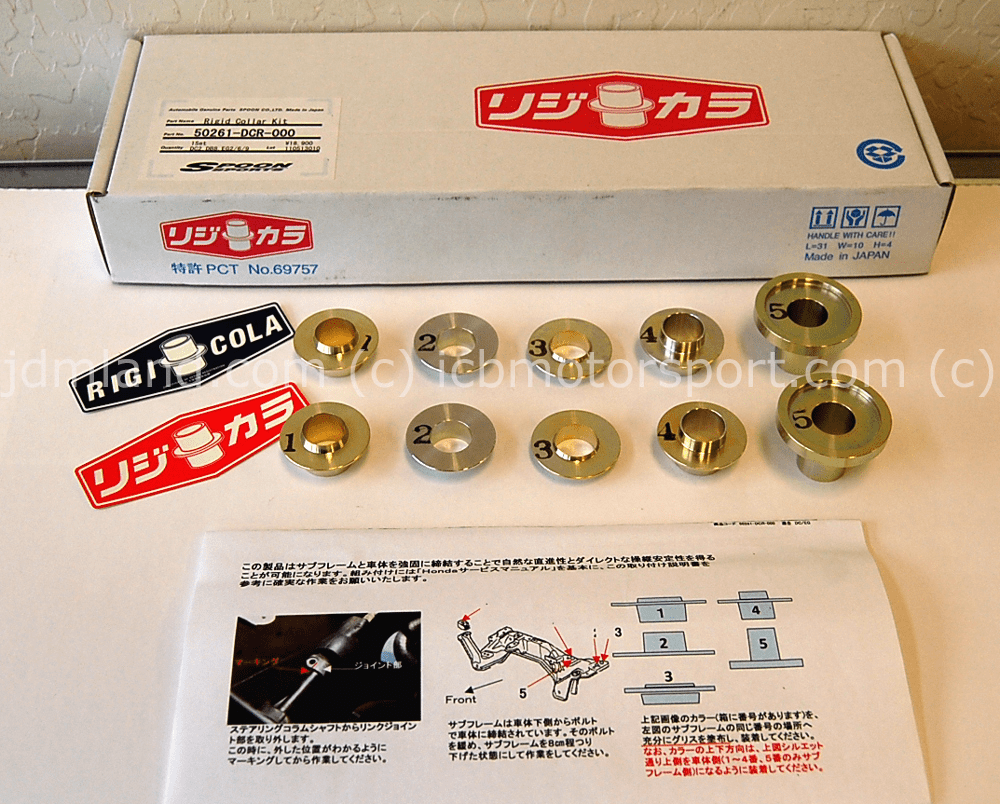 Automobile Genuine Parts SPOON CO.,LTD. Made in Japan
Part Name Rigid Collar Kit
Part No. 50261-DCR-000
Quantity 1Set ¥18,900
DC2,DB8,EG2/6/9 Lot 110513010
SPOON
SPORTS
リジカラ
リジカラ
特許PCT No.69757
HANDLE WITH CARE!!
L=31 W=10 H=4
Made in JAPAN
RIGI COLA
リジカラ
1 2 3 4 5
1 2 3 4 5
jdmland.com (c) icbmotorsport.com (c)
この製品はサブフレームと車体を強固に締結することで自然な直進性とダイレクトな操縦安定性を得る
ことが可能になります。組み付けには「Hondaサービスマニュアル」を基本に、この取り付け説明書を
参考に確実な作業をお願いいたします。
マーキング
ジョイント部
Front
5
3
1
2
3
4
5
ステアリングコラムシャフトからリンクジョイン
ト部を取り外します。
この時に、外した位置がわかるように
マーキングしてから作業してください。
サブフレームは車体下側からボルト
で車体に締結されています。そのボルト
を緩め、サブフレームを8cm程つり
下げた状態にして作業をしてください。
上記画像のカラー(箱に番号があります)を、
左図のサブフレームの同じ番号の場所へ
充分にグリスを塗布し、装着してください。
なお、カラーの上下方向は、上図シルエット
通り上側を車体側(1〜4番、5番のみサブ
フレーム側)になるように装着してください。